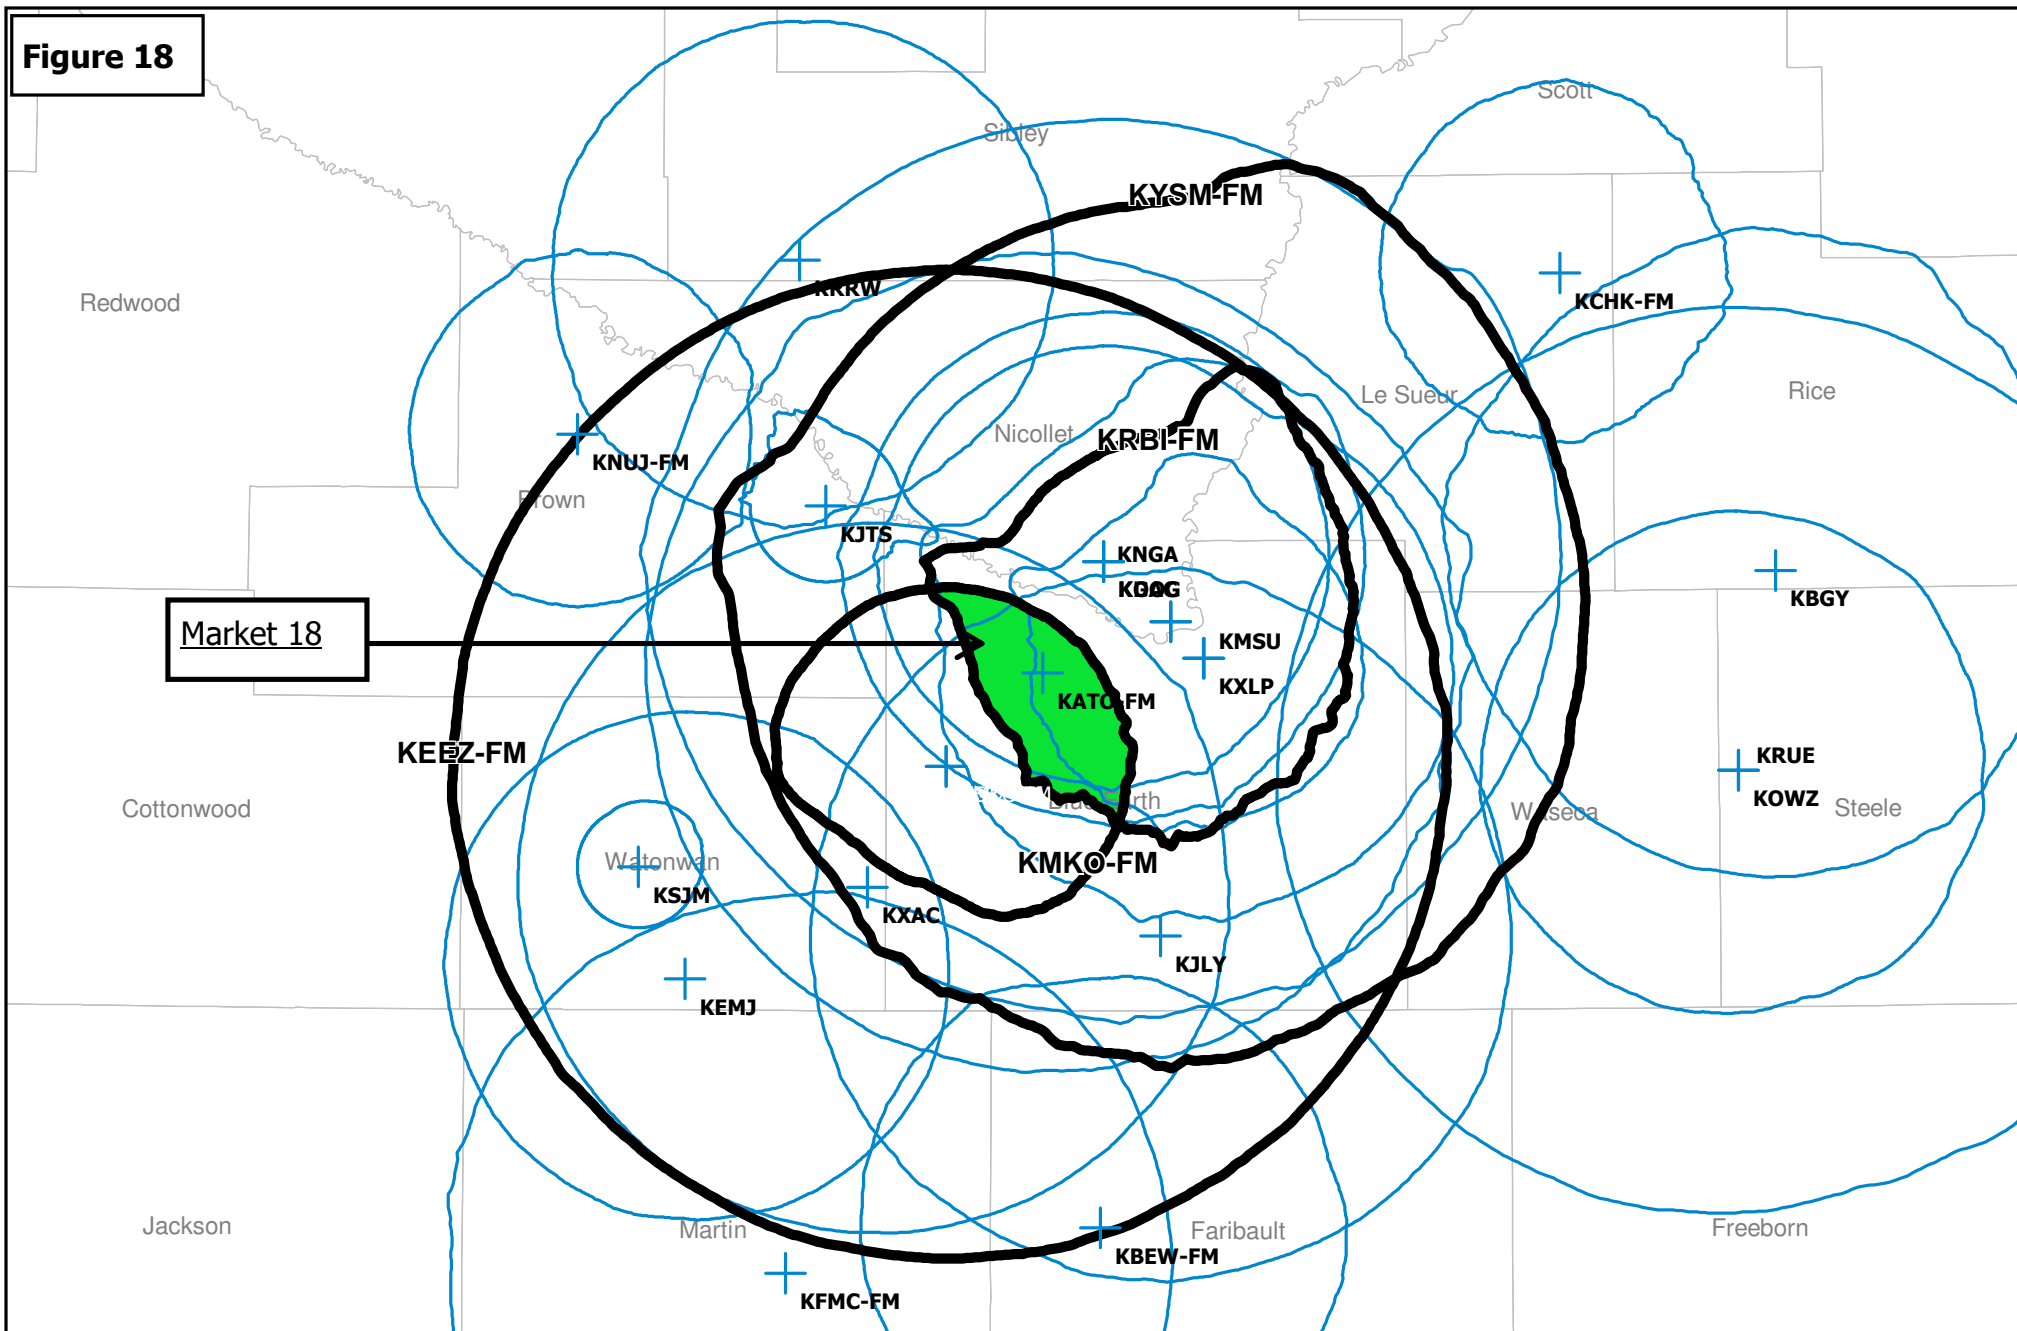 Figure 18
Scott
Sibley
KYSM-FM
KRRW
Redwood
KCHK-FM
Le Sueur
Rice
Nicollet
KRBI-FM
KNUJ-FM
Brown
KJTS
KNGA
KBGY
Market 18
KMSU
KXLP
KATO-FM
KEEZ-FM
KRUE
KOWZ
Cottonwood
Blue Earth
Waseca
Steele
Watonwan
KMKO-FM
KSJM
KXAC
KJLY
KEMJ
Jackson
Martin
Faribault
Freeborn
KBEW-FM
KFMC-FM